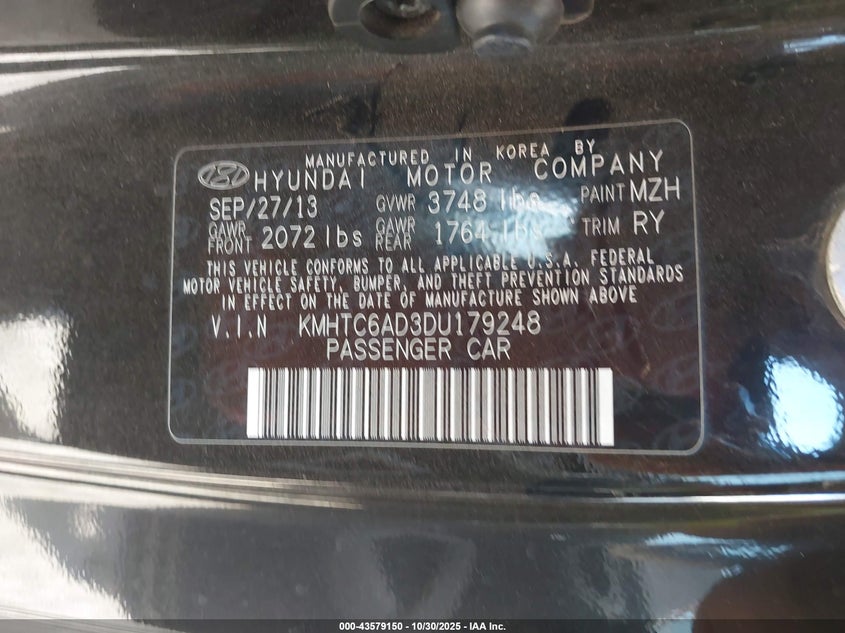 MANUFACTURED IN KOREA BY
HYUNDAI MOTOR COMPANY
SEP/27/13 GVWR 3748 lbs PAINT MZH
GAWR FRONT 2072 lbs GAWR REAR 1764 lbs TRIM RY
THIS VEHICLE CONFORMS TO ALL APPLICABLE U.S.A. FEDERAL
MOTOR VEHICLE SAFETY, BUMPER, AND THEFT PREVENTION STANDARDS
IN EFFECT ON THE DATE OF MANUFACTURE SHOWN ABOVE
V.I.N KMHTC6AD3DU179248
PASSENGER CAR
000-43579150 - 10/30/2025 - IAA Inc.